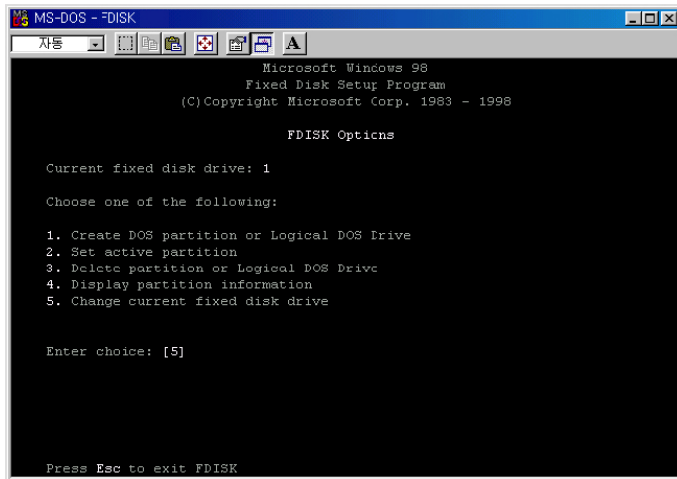 MS-DOS - FDISK
자동
A
Microsoft Windows 98
Fixed Disk Setup Program
(C)Copyright Microsoft Corp. 1983 - 1998
FDISK Options
Current fixed disk drive: 1
Choose one of the following:
1. Create DOS partition or Logical DOS Drive
2. Set active partition
3. Delete partition or Logical DOS Drive
4. Display partition information
5. Change current fixed disk drive
Enter choice: [5]
Press Esc to exit FDISK